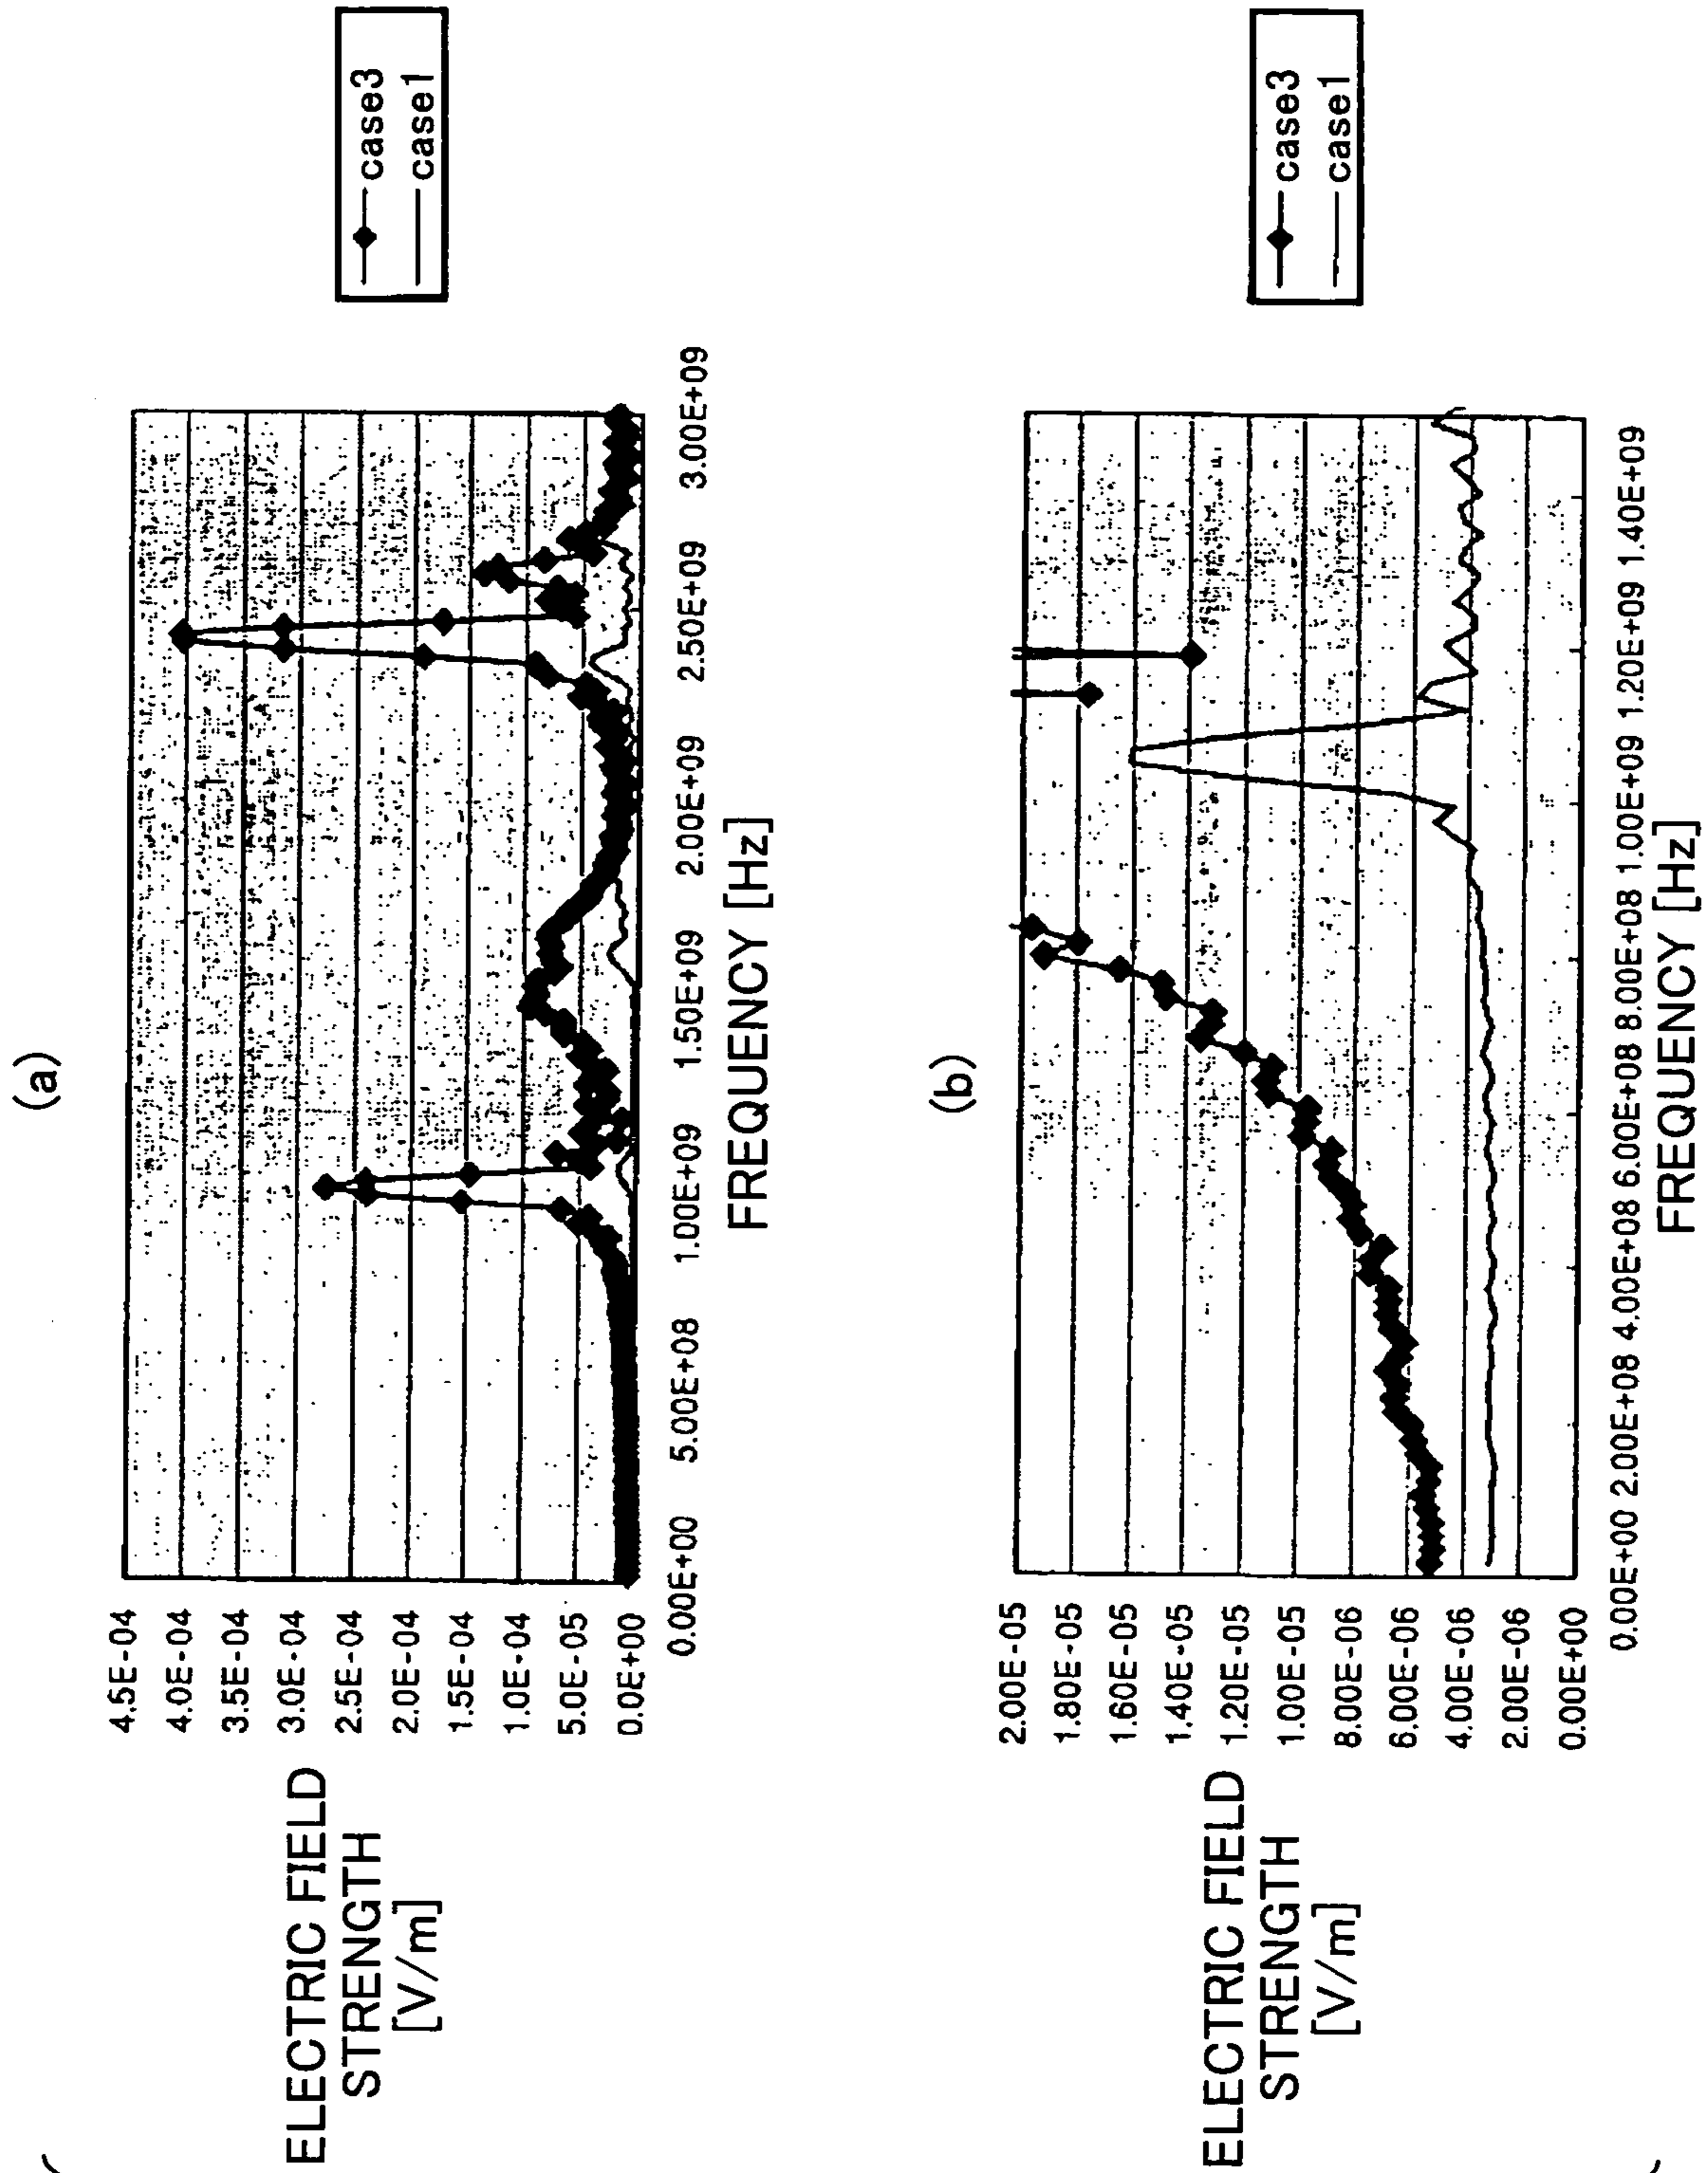 (a)
ELECTRIC FIELD
STRENGTH
[V/m]
4.5E-04
4.0E-04
3.5E-04
3.0E-04
2.5E-04
2.0E-04
1.5E-04
1.0E-04
5.0E-05
0.0E+00
0.00E+00 5.00E+08 1.00E+09 1.50E+09 2.00E+09 2.50E+09 3.00E+09
FREQUENCY [Hz]
case3
case1
(b)
ELECTRIC FIELD
STRENGTH
[V/m]
2.00E-05
1.80E-05
1.60E-05
1.40E-05
1.20E-05
1.00E-05
8.00E-06
6.00E-06
4.00E-06
2.00E-06
0.00E+00
0.00E+00 2.00E+08 4.00E+08 6.00E+08 8.00E+08 1.00E+09 1.20E+09 1.40E+09
FREQUENCY [Hz]
case3
case1